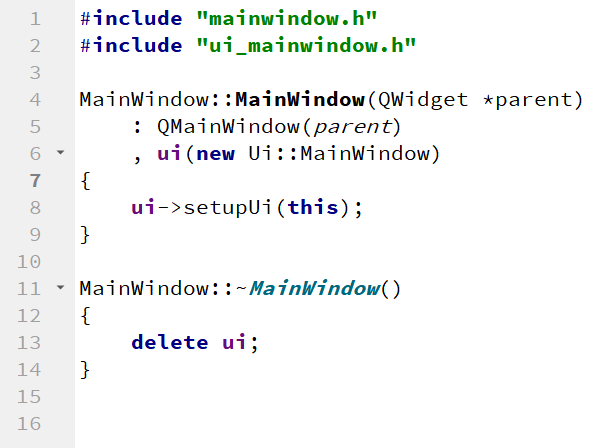 1 #include "mainwindow.h"
2 #include "ui_mainwindow.h"
3
4 MainWindow::MainWindow(QWidget *parent)
5     : QMainWindow(parent)
6     , ui(new Ui::MainWindow)
7 {
8     ui->setupUi(this);
9 }
10
11 MainWindow::~MainWindow()
12 {
13     delete ui;
14 }
15
16